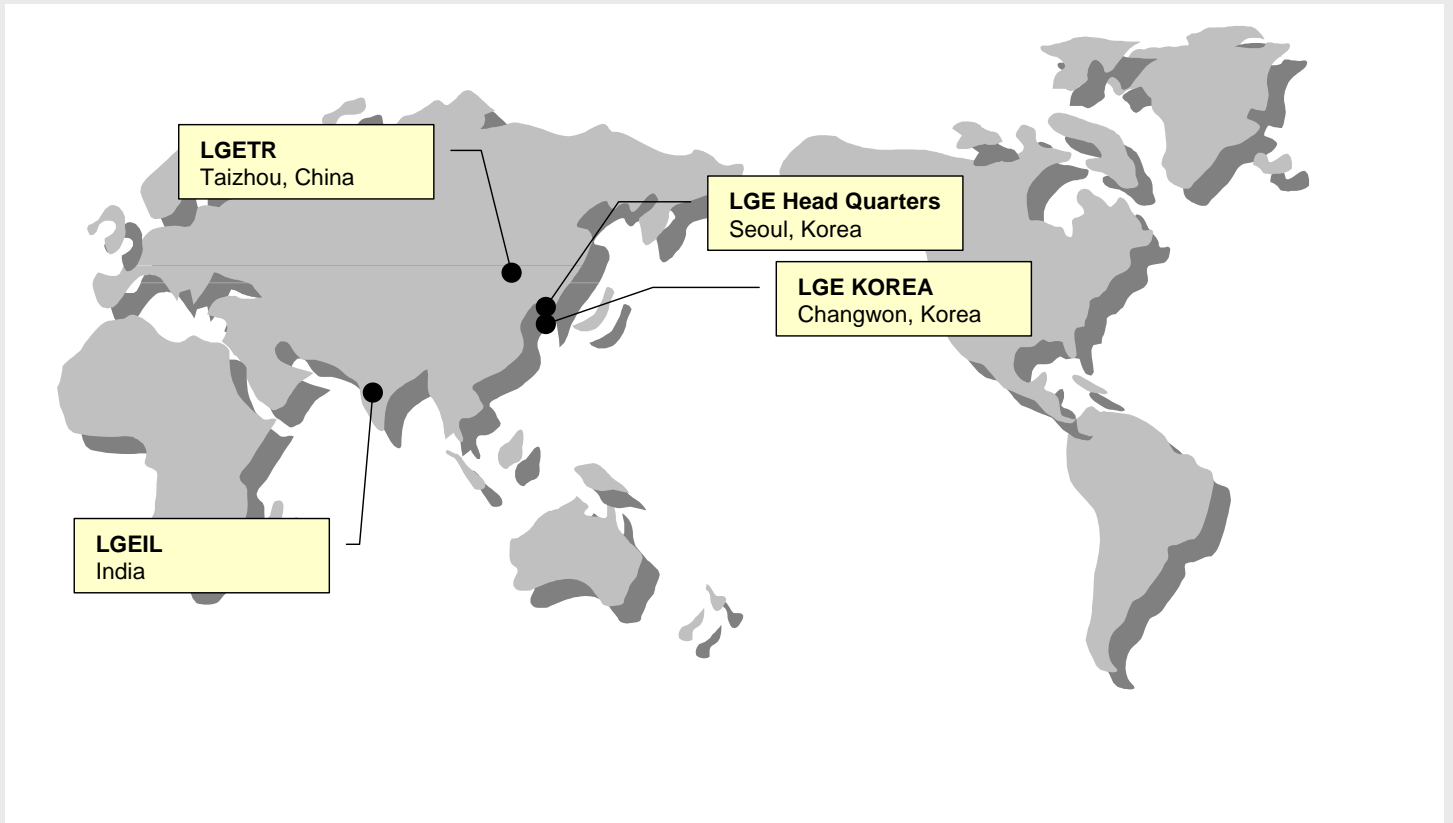 LGETR
Taizhou, China
LGE Head Quarters
Seoul, Korea
LGE KOREA
Changwon, Korea
LGEIL
India